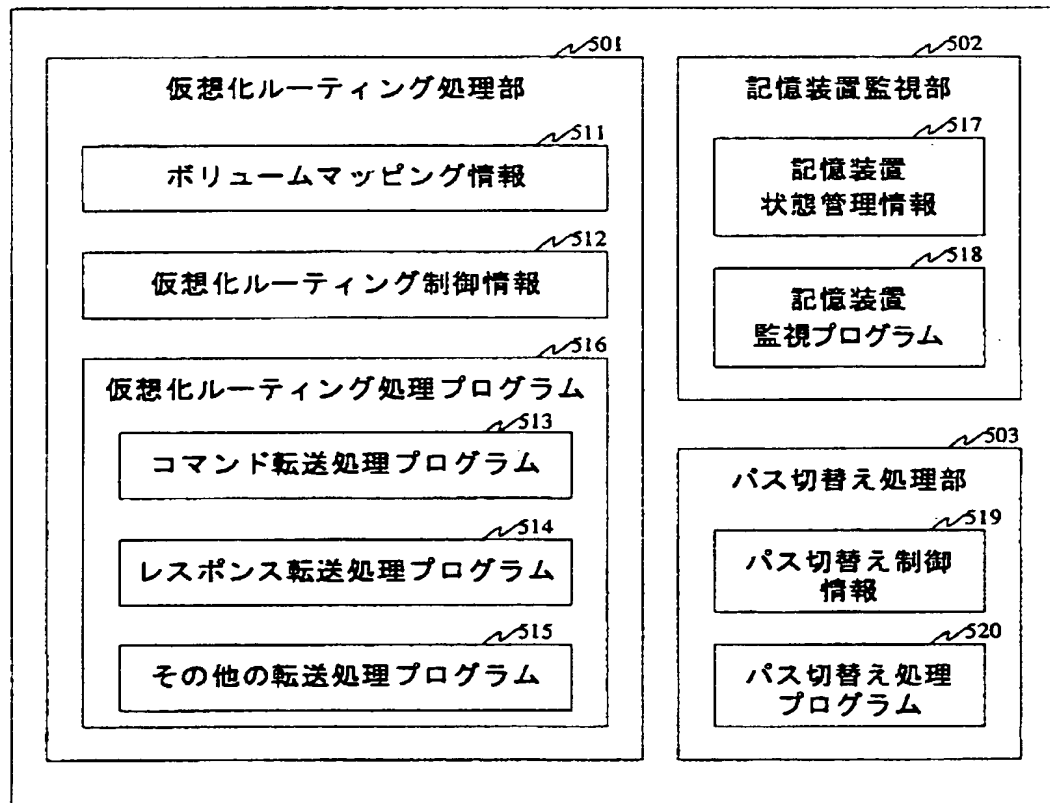 501
仮想化ルーティング処理部
511
ボリュームマッピング情報
512
仮想化ルーティング制御情報
516
仮想化ルーティング処理プログラム
513
コマンド転送処理プログラム
514
レスポンス転送処理プログラム
515
その他の転送処理プログラム
502
記憶装置監視部
517
記憶装置
状態管理情報
518
記憶装置
監視プログラム
503
パス切替え処理部
519
パス切替え制御
情報
520
パス切替え処理
プログラム